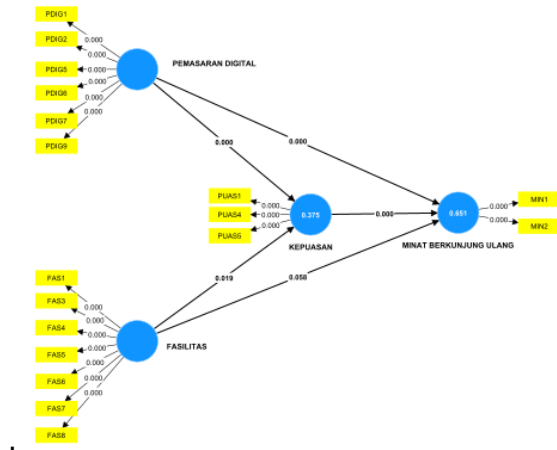 PDIG1
0.000
PDIG2
0.000
PDIG5
0.000
PDIG6
0.000
PDIG7
0.000
PDIG9
0.000
PEMASARAN DIGITAL
0.000
0.000
PUAS1
0.000
PUAS4
0.000
PUAS5
0.000
0.375
KEPUASAN
0.000
0.651
MINAT BERKUNJUNG ULANG
0.000
MIN1
0.000
MIN2
0.019
0.058
FAS1
0.000
FAS3
0.000
FAS4
0.000
FAS5
0.000
FAS6
0.000
FAS7
0.000
FAS8
0.000
FASILITAS